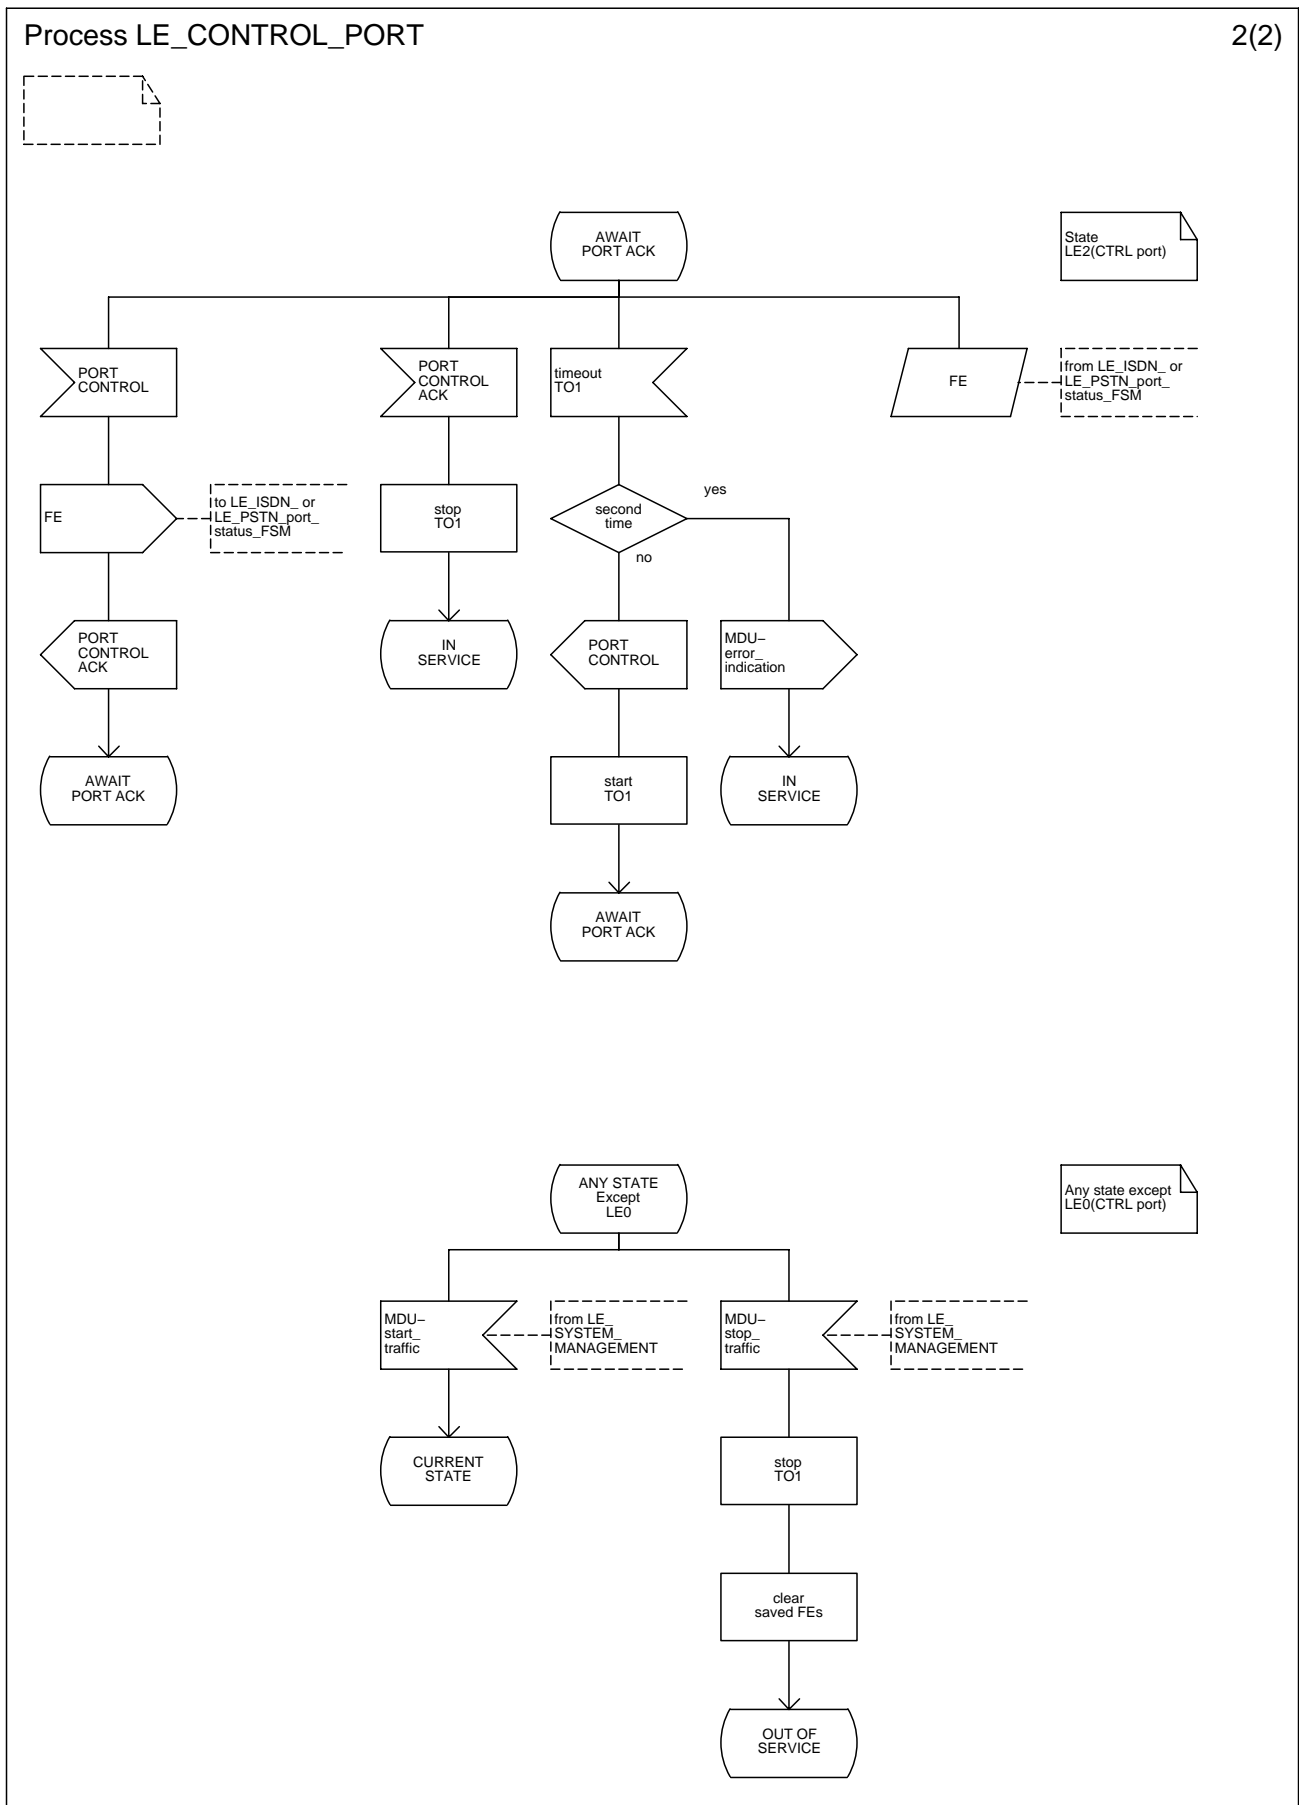 Process LE_CONTROL_PORT
2(2)
AWAIT
PORT ACK
State
LE2(CTRL port)
PORT
CONTROL
PORT
CONTROL
ACK
timeout
TO1
FE
from LE_ISDN_ or
LE_PSTN_port_
status_FSM
FE
to LE_ISDN_ or
LE_PSTN_port_
status_FSM
stop
TO1
second
time
yes
no
PORT
CONTROL
ACK
IN
SERVICE
PORT
CONTROL
MDU–
error_
indication
AWAIT
PORT ACK
start
TO1
IN
SERVICE
AWAIT
PORT ACK
ANY STATE
Except
LE0
Any state except
LE0(CTRL port)
MDU–
start_
traffic
from LE_
SYSTEM_
MANAGEMENT
MDU–
stop_
traffic
from LE_
SYSTEM_
MANAGEMENT
CURRENT
STATE
stop
TO1
clear
saved FEs
OUT OF
SERVICE